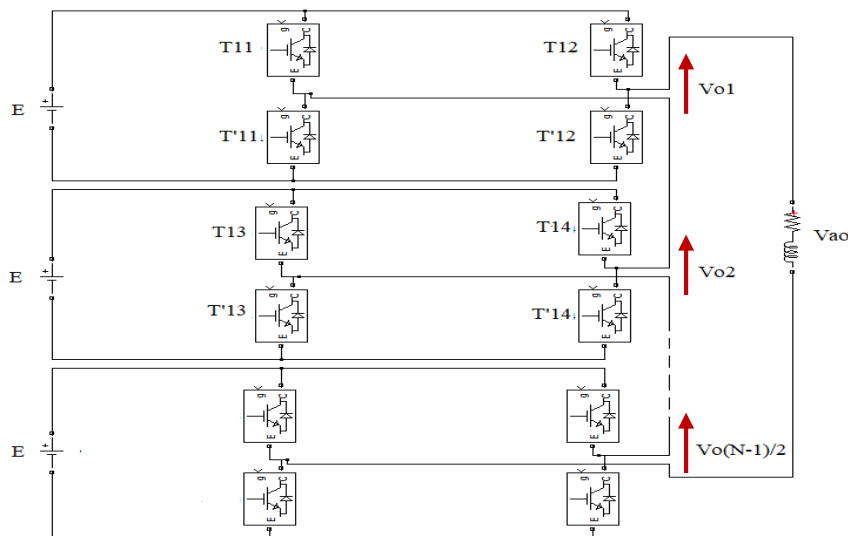 g C
g C
T11
T12
E
E
Vo1
E
g C
g C
T'11
T'12
E
E
g C
g C
T13
T14
E
E
Vo2
Vao
E
g C
g C
T'13
T'14
E
E
g C
g C
E
E
E
Vo(N-1)/2
g C
g C
E
E